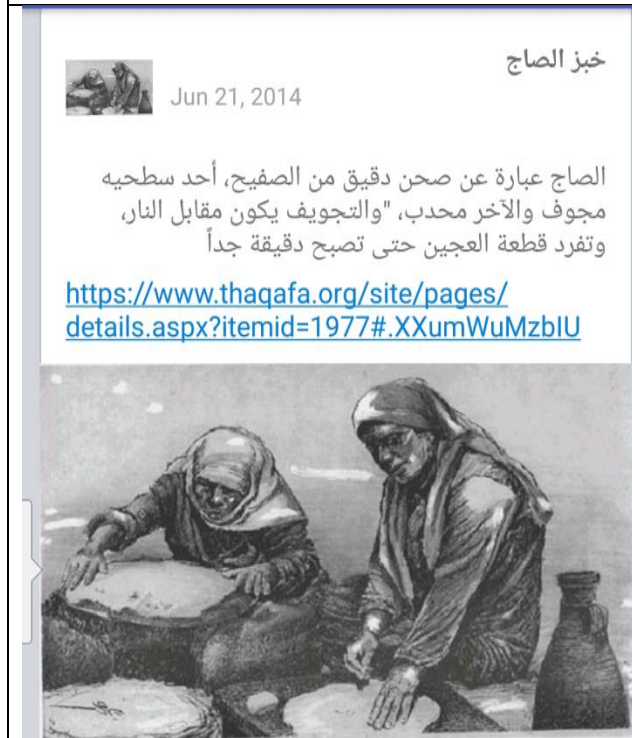 خبز الصاج
Jun 21, 2014
الصاج عبارة عن صحن دقيق من الصفيح، أحد سطحيه
مجوف والآخر محدب، "والتجويف يكون مقابل النار،
وتفرد قطعة العجين حتى تصبح دقيقة جداً
https://www.thaqafa.org/site/pages/
details.aspx?itemid=1977#.XXumWuMzbIU